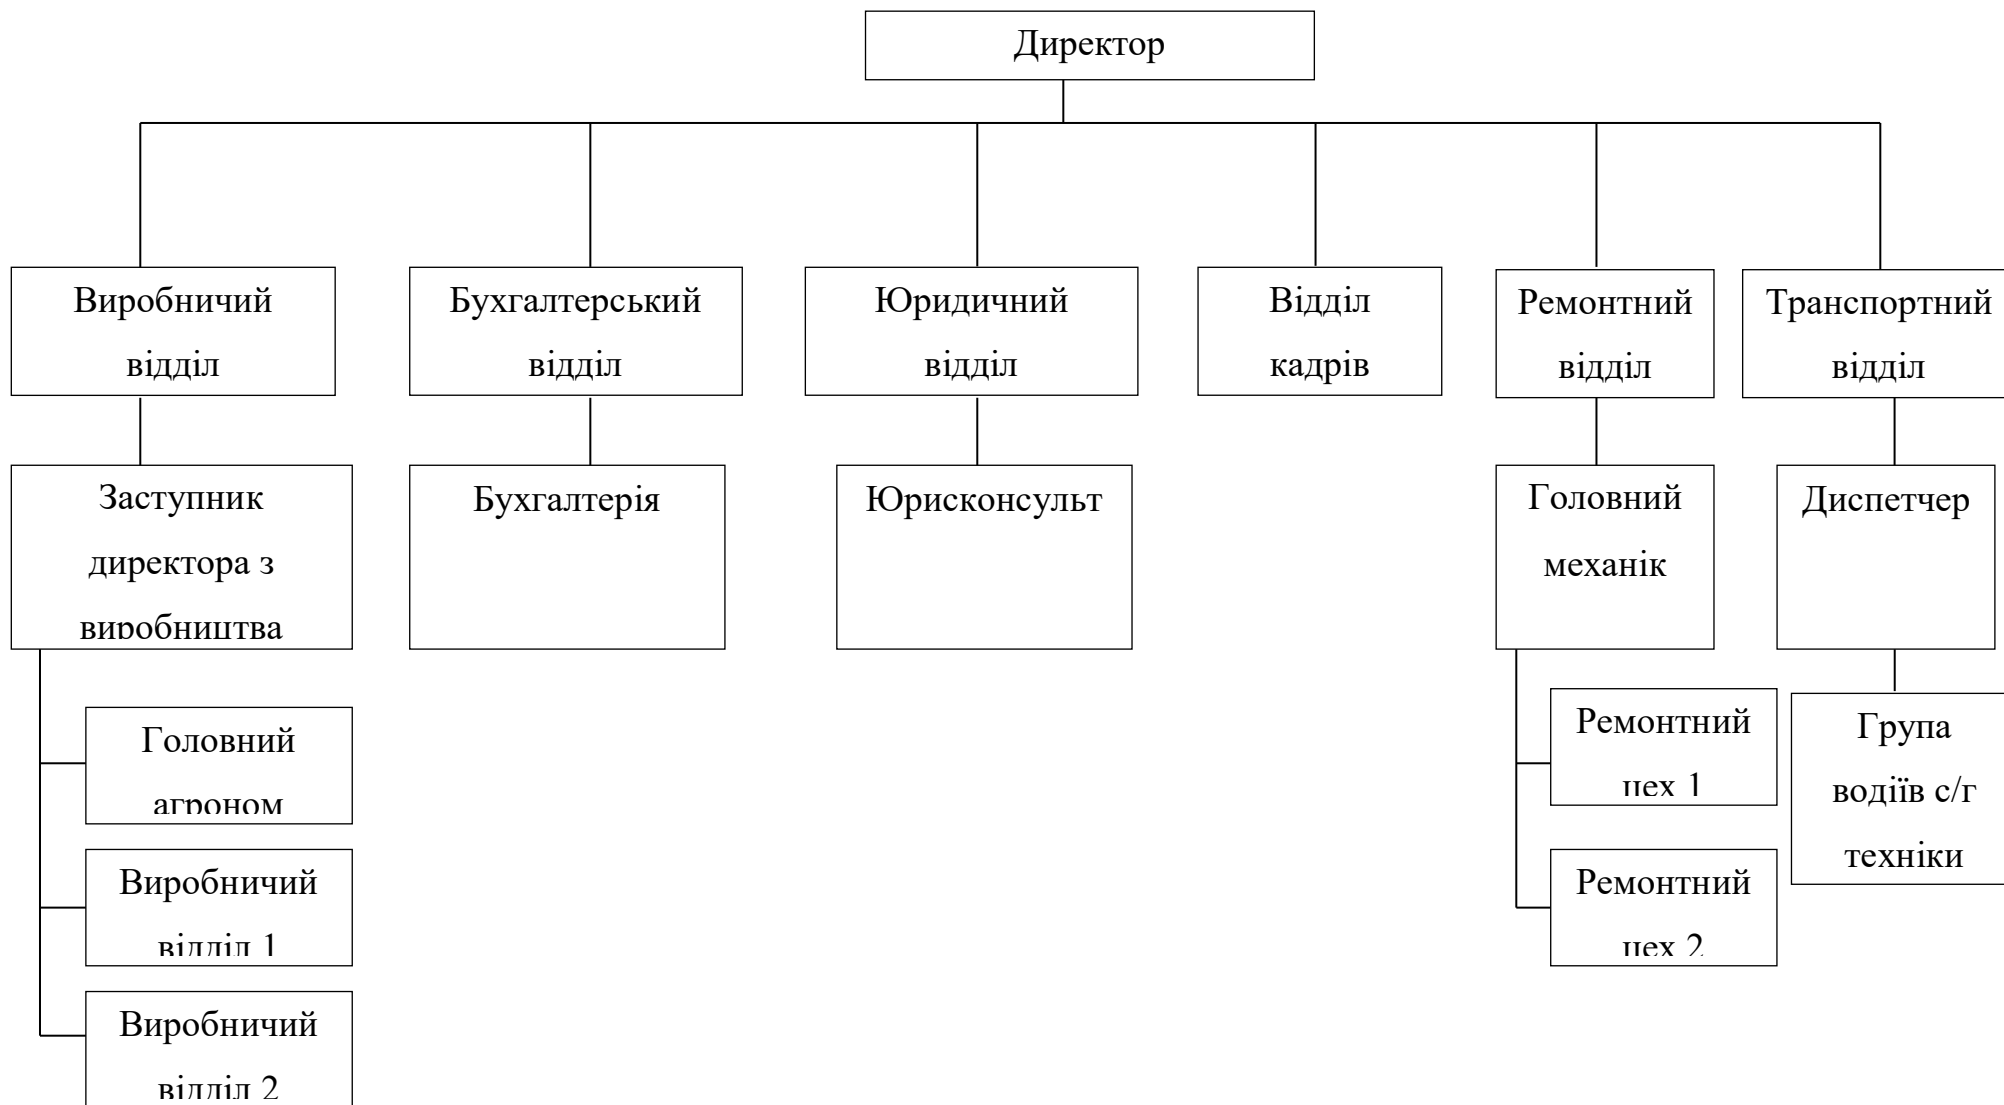 Директор
Виробничий
відділ
Бухгалтерський
відділ
Юридичний
відділ
Відділ
кадрів
Ремонтний
відділ
Транспортний
відділ
Заступник
директора з
виробництва
Бухгалтерія
Юрисконсульт
Головний
механік
Диспетчер
Головний
агроном
Виробничий
відділ 1
Виробничий
відділ 2
Ремонтний
цех 1
Ремонтний
цех 2
Група
водіїв с/г
техніки